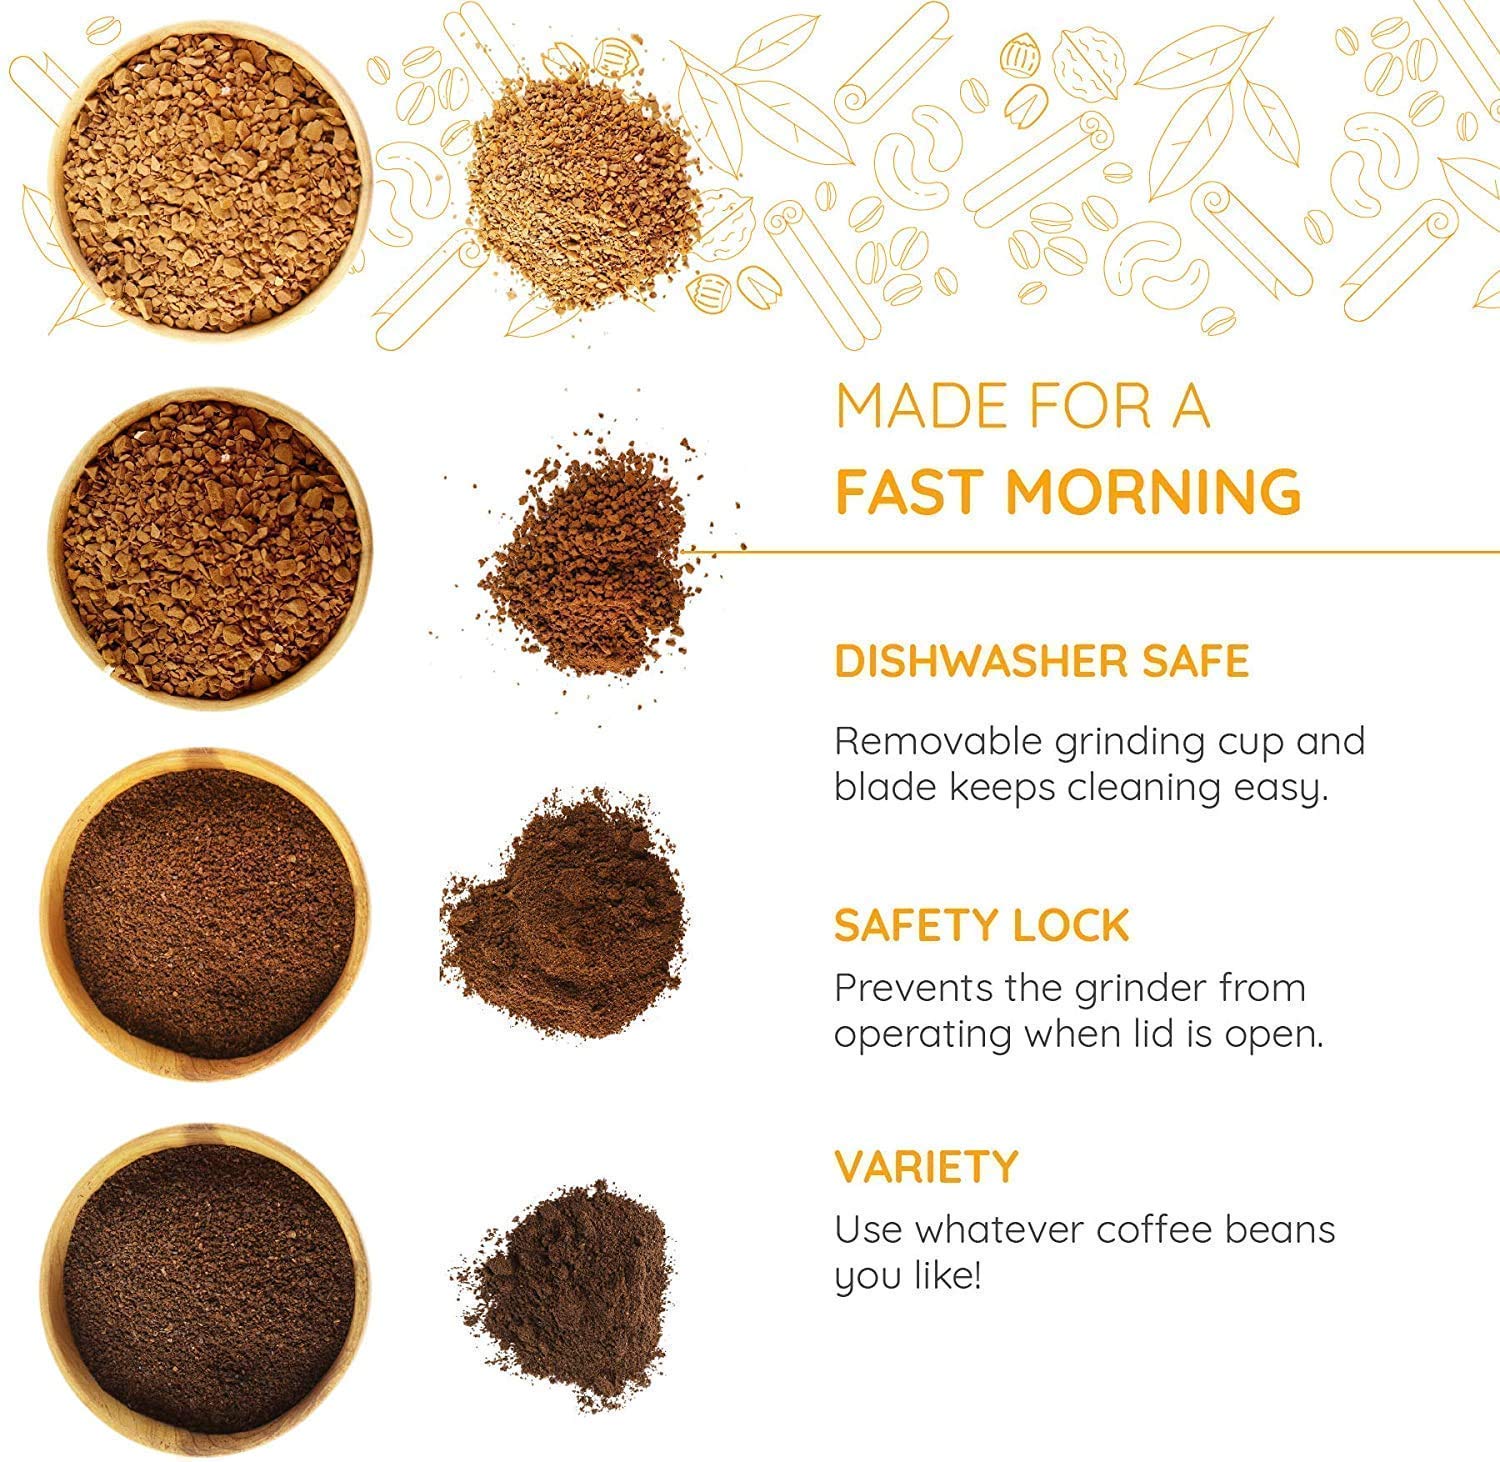 MADE FOR A
FAST MORNING
DISHWASHER SAFE
Removable grinding cup and
blade keeps cleaning easy.
SAFETY LOCK
Prevents the grinder from
operating when lid is open.
VARIETY
Use whatever coffee beans
you like!